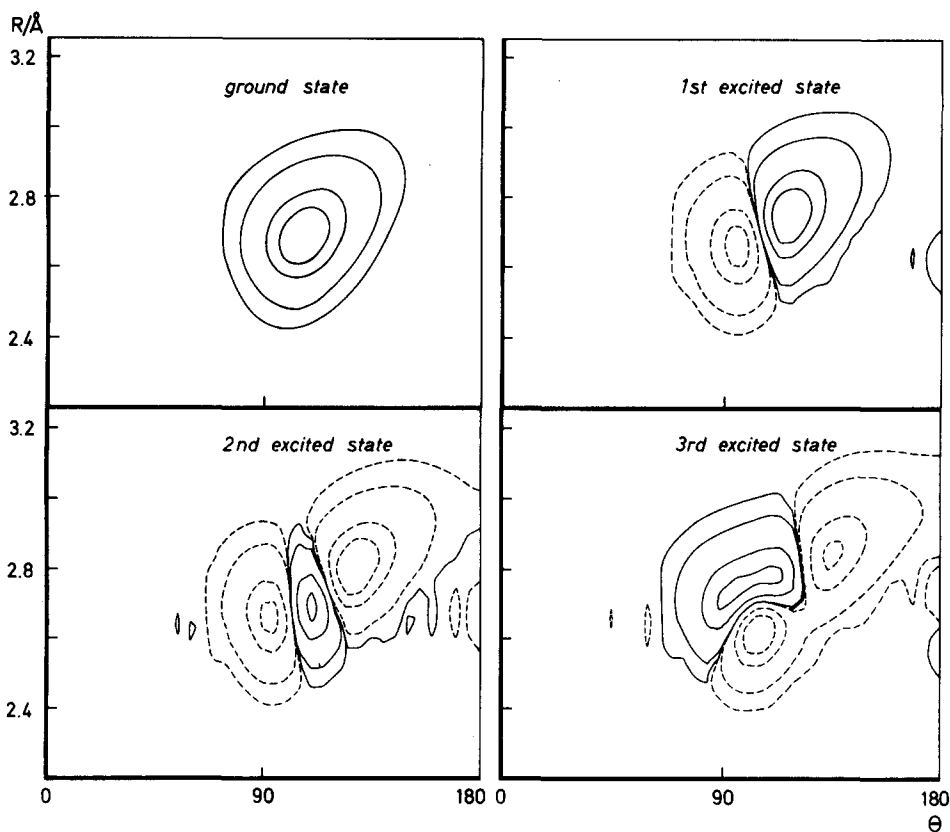 R/Å
3.2
2.8
2.4
ground state
1st excited state
3.2
2.8
2.4
2nd excited state
3rd excited state
0
90
180
0
90
180
Θ